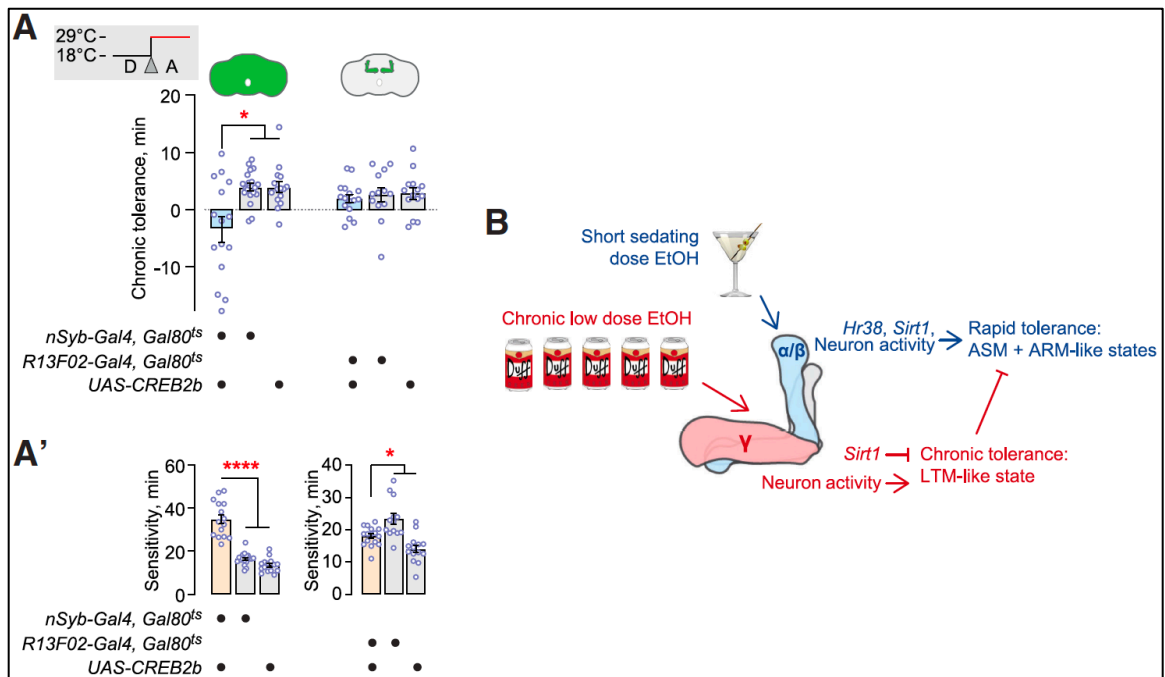 A
29°C
18°C
D A
20
10
0
-10
Chronic tolerance, min
*
nSyb-Gal4, Gal80ts
R13F02-Gal4, Gal80ts
UAS-CREB2b
A'
60
40
20
0
Sensitivity, min
****
40
30
20
10
0
Sensitivity, min
*
nSyb-Gal4, Gal80ts
R13F02-Gal4, Gal80ts
UAS-CREB2b
B
Short sedating
dose EtOH
Chronic low dose EtOH
Duff Duff Duff Duff Duff
α/β
γ
Hr38, Sirt1,
Neuron activity
Rapid tolerance:
ASM + ARM-like states
Sirt1
Neuron activity
Chronic tolerance:
LTM-like state